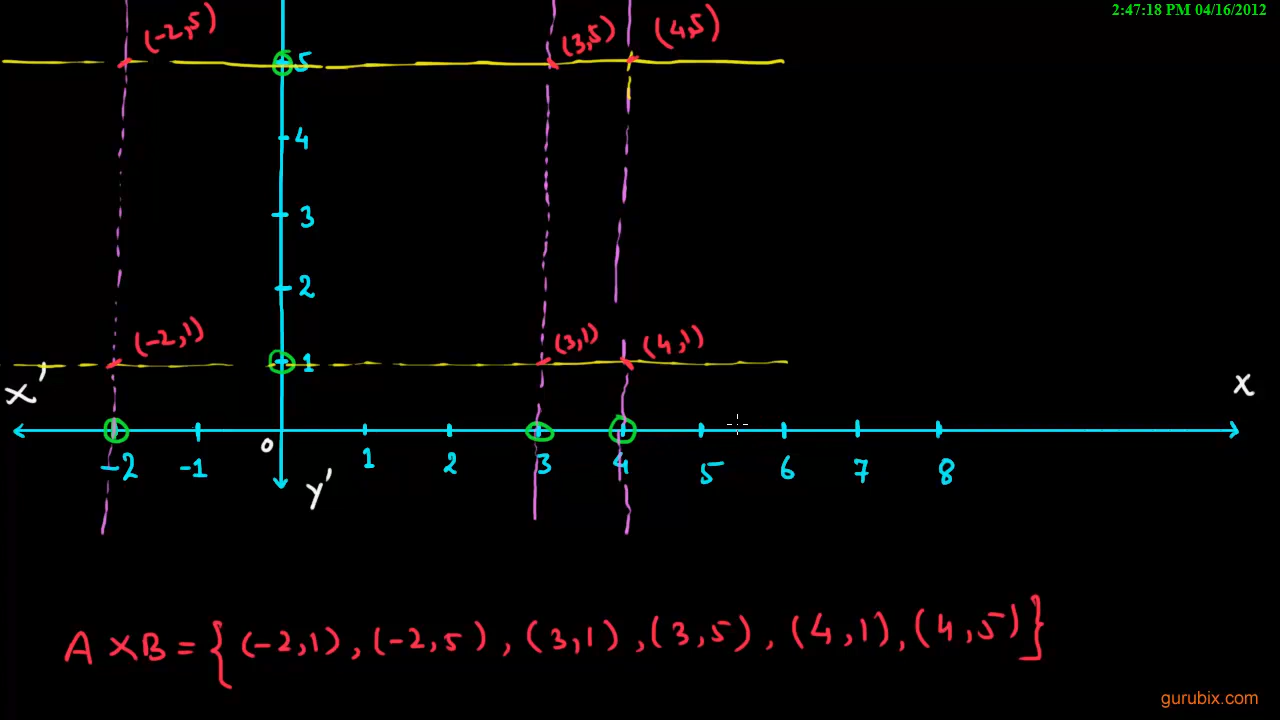 2:47:18 PM 04/16/2012
(-2,5) (3,5) (4,5)
5
4
3
2
(-2,1) (3,1) (4,1)
1
X' X
0
-2 -1 1 2 3 4 5 6 7 8
Y'
A X B = { (-2,1), (-2,5), (3,1), (3,5), (4,1), (4,5) }
gurubix.com